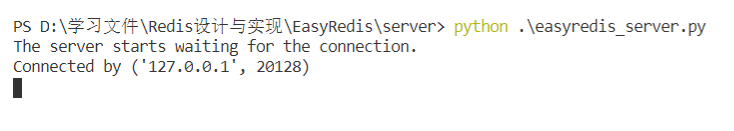 PS D:\学习文件\Redis设计与实现\EasyRedis\server> python .\easyredis_server.py
The server starts waiting for the connection.
Connected by ('127.0.0.1', 20128)